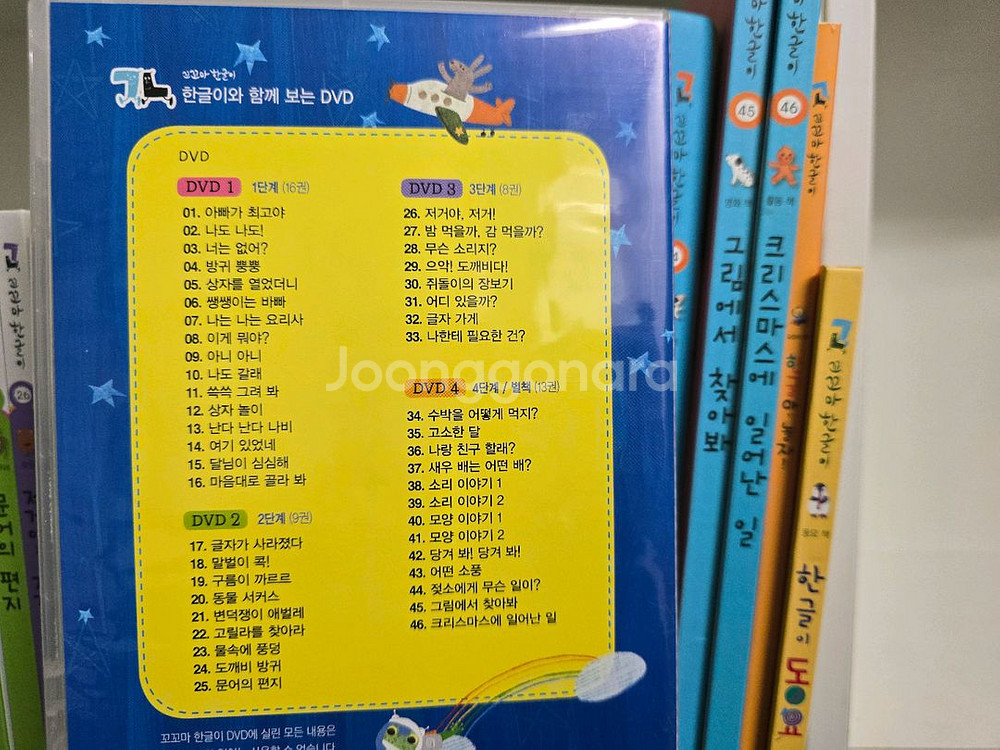 꼬꼬마 한글이
한글이와 함께 보는 DVD
DVD
DVD 1 1단계 (16권)
01. 아빠가 최고야
02. 나도 나도!
03. 너는 없어?
04. 방귀 뿡뿡
05. 상자를 열었더니
06. 쌩쌩이는 바빠
07. 나는 나는 요리사
08. 이게 뭐야?
09. 아니 아니
10. 나도 갈래
11. 쓱쓱 그려 봐
12. 상자 놀이
13. 난다 난다 나비
14. 여기 있었네
15. 달님이 심심해
16. 마음대로 골라 봐
DVD 2 2단계 (9권)
17. 글자가 사라졌다
18. 말벌이 콕!
19. 구름이 까르르
20. 동물 서커스
21. 변덕쟁이 애벌레
22. 고릴라를 찾아라
23. 물속에 풍덩
24. 도깨비 방귀
25. 문어의 편지
DVD 3 3단계 (8권)
26. 저거야, 저거!
27. 밤 먹을까, 감 먹을까?
28. 무슨 소리지?
29. 으악! 도깨비다!
30. 쥐돌이의 장보기
31. 어디 있을까?
32. 글자 가게
33. 나한테 필요한 건?
DVD 4 4단계 / 별책 (13권)
34. 수박을 어떻게 먹지?
35. 고소한 달
36. 나랑 친구 할래?
37. 새우 배는 어떤 배?
38. 소리 이야기 1
39. 소리 이야기 2
40. 모양 이야기 1
41. 모양 이야기 2
42. 당겨 봐! 당겨 봐!
43. 어떤 소풍
44. 젖소에게 무슨 일이?
45. 그림에서 찾아봐
46. 크리스마스에 일어난 일
꼬꼬마 한글이 DVD에 실린 모든 내용은
Joonggonara
꼬꼬마 한글이
26
문어의 편지
꼬꼬마 한글이
한글이
45
그림에서 찾아봐
한글이
46
크리스마스에 일어난 일
꼬꼬마 한글이
꼬꼬마 한글이
동요 책
한글이 동요